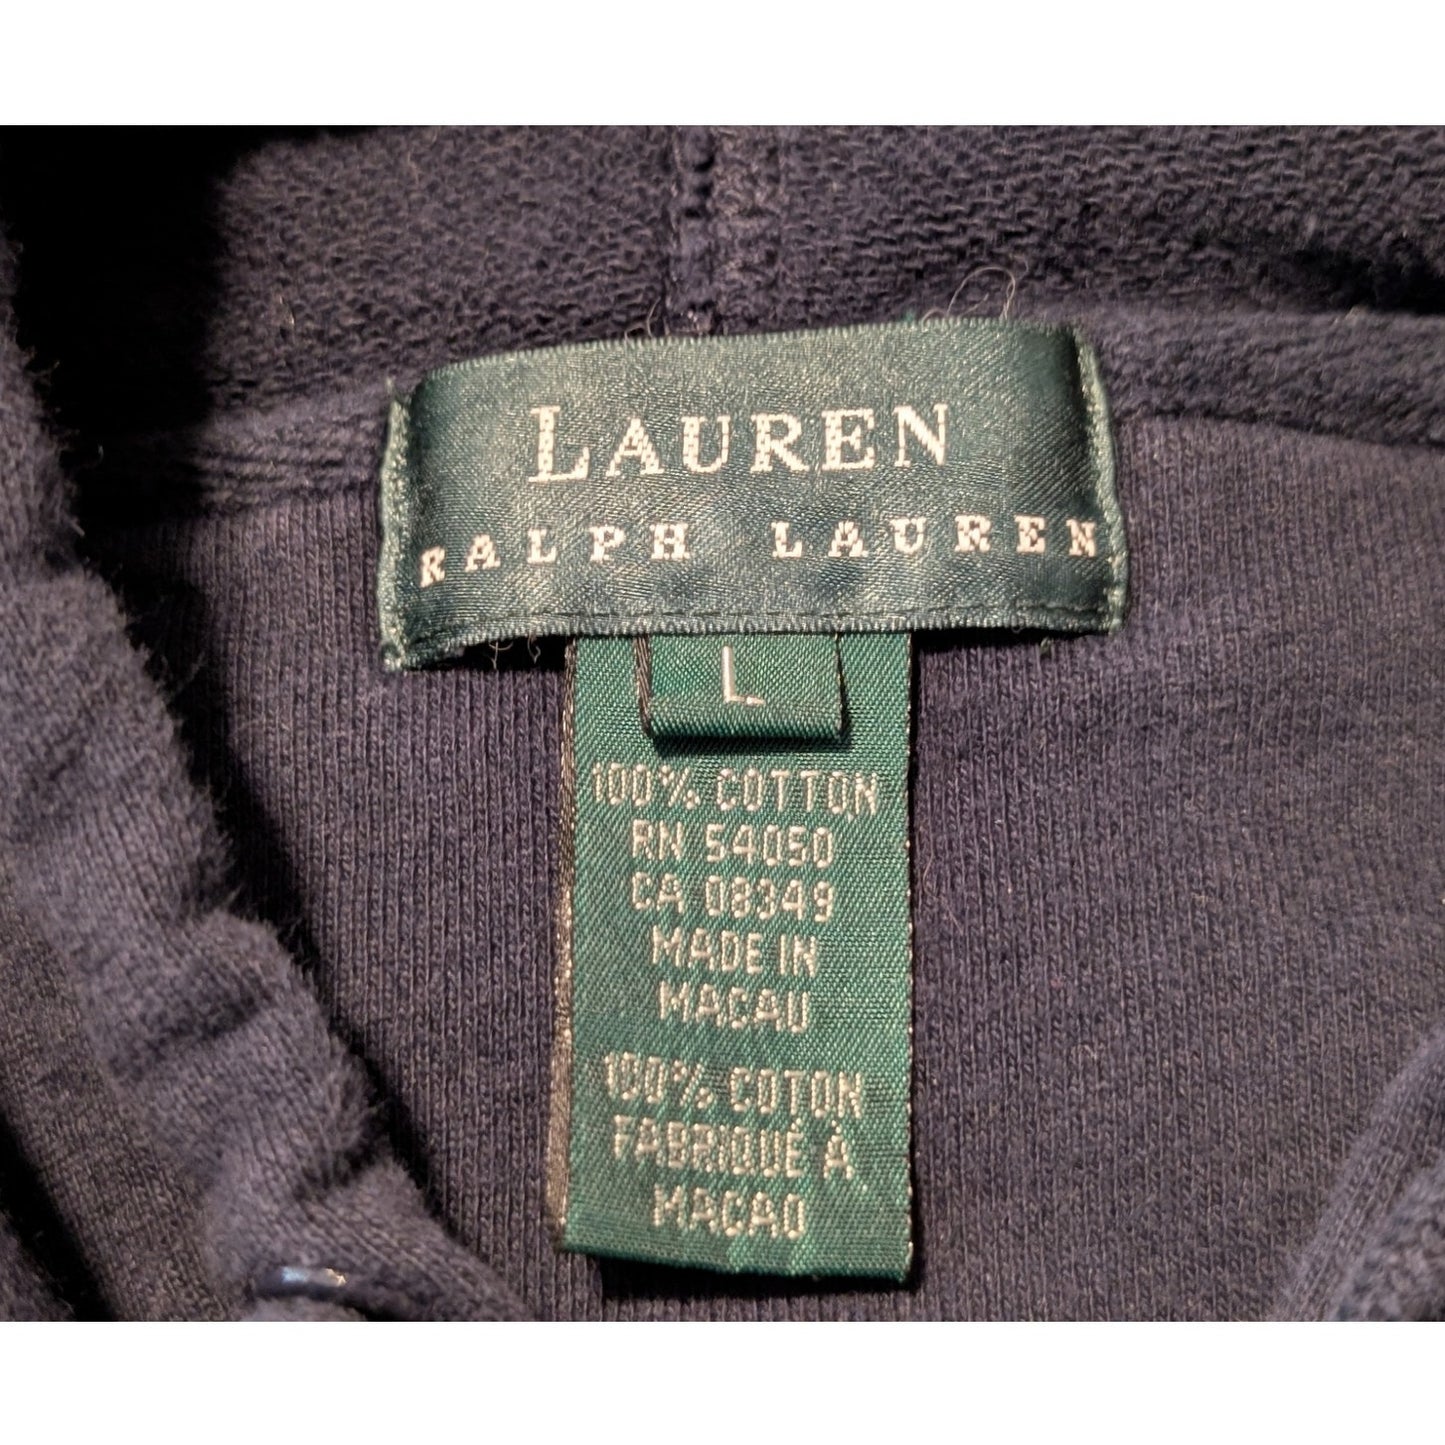 LAUREN
RALPH LAUREN
L
100% COTTON
RN 54050
CA 08349
MADE IN
MACAU
100% COTON
FABRIQUÉ À
MACAO